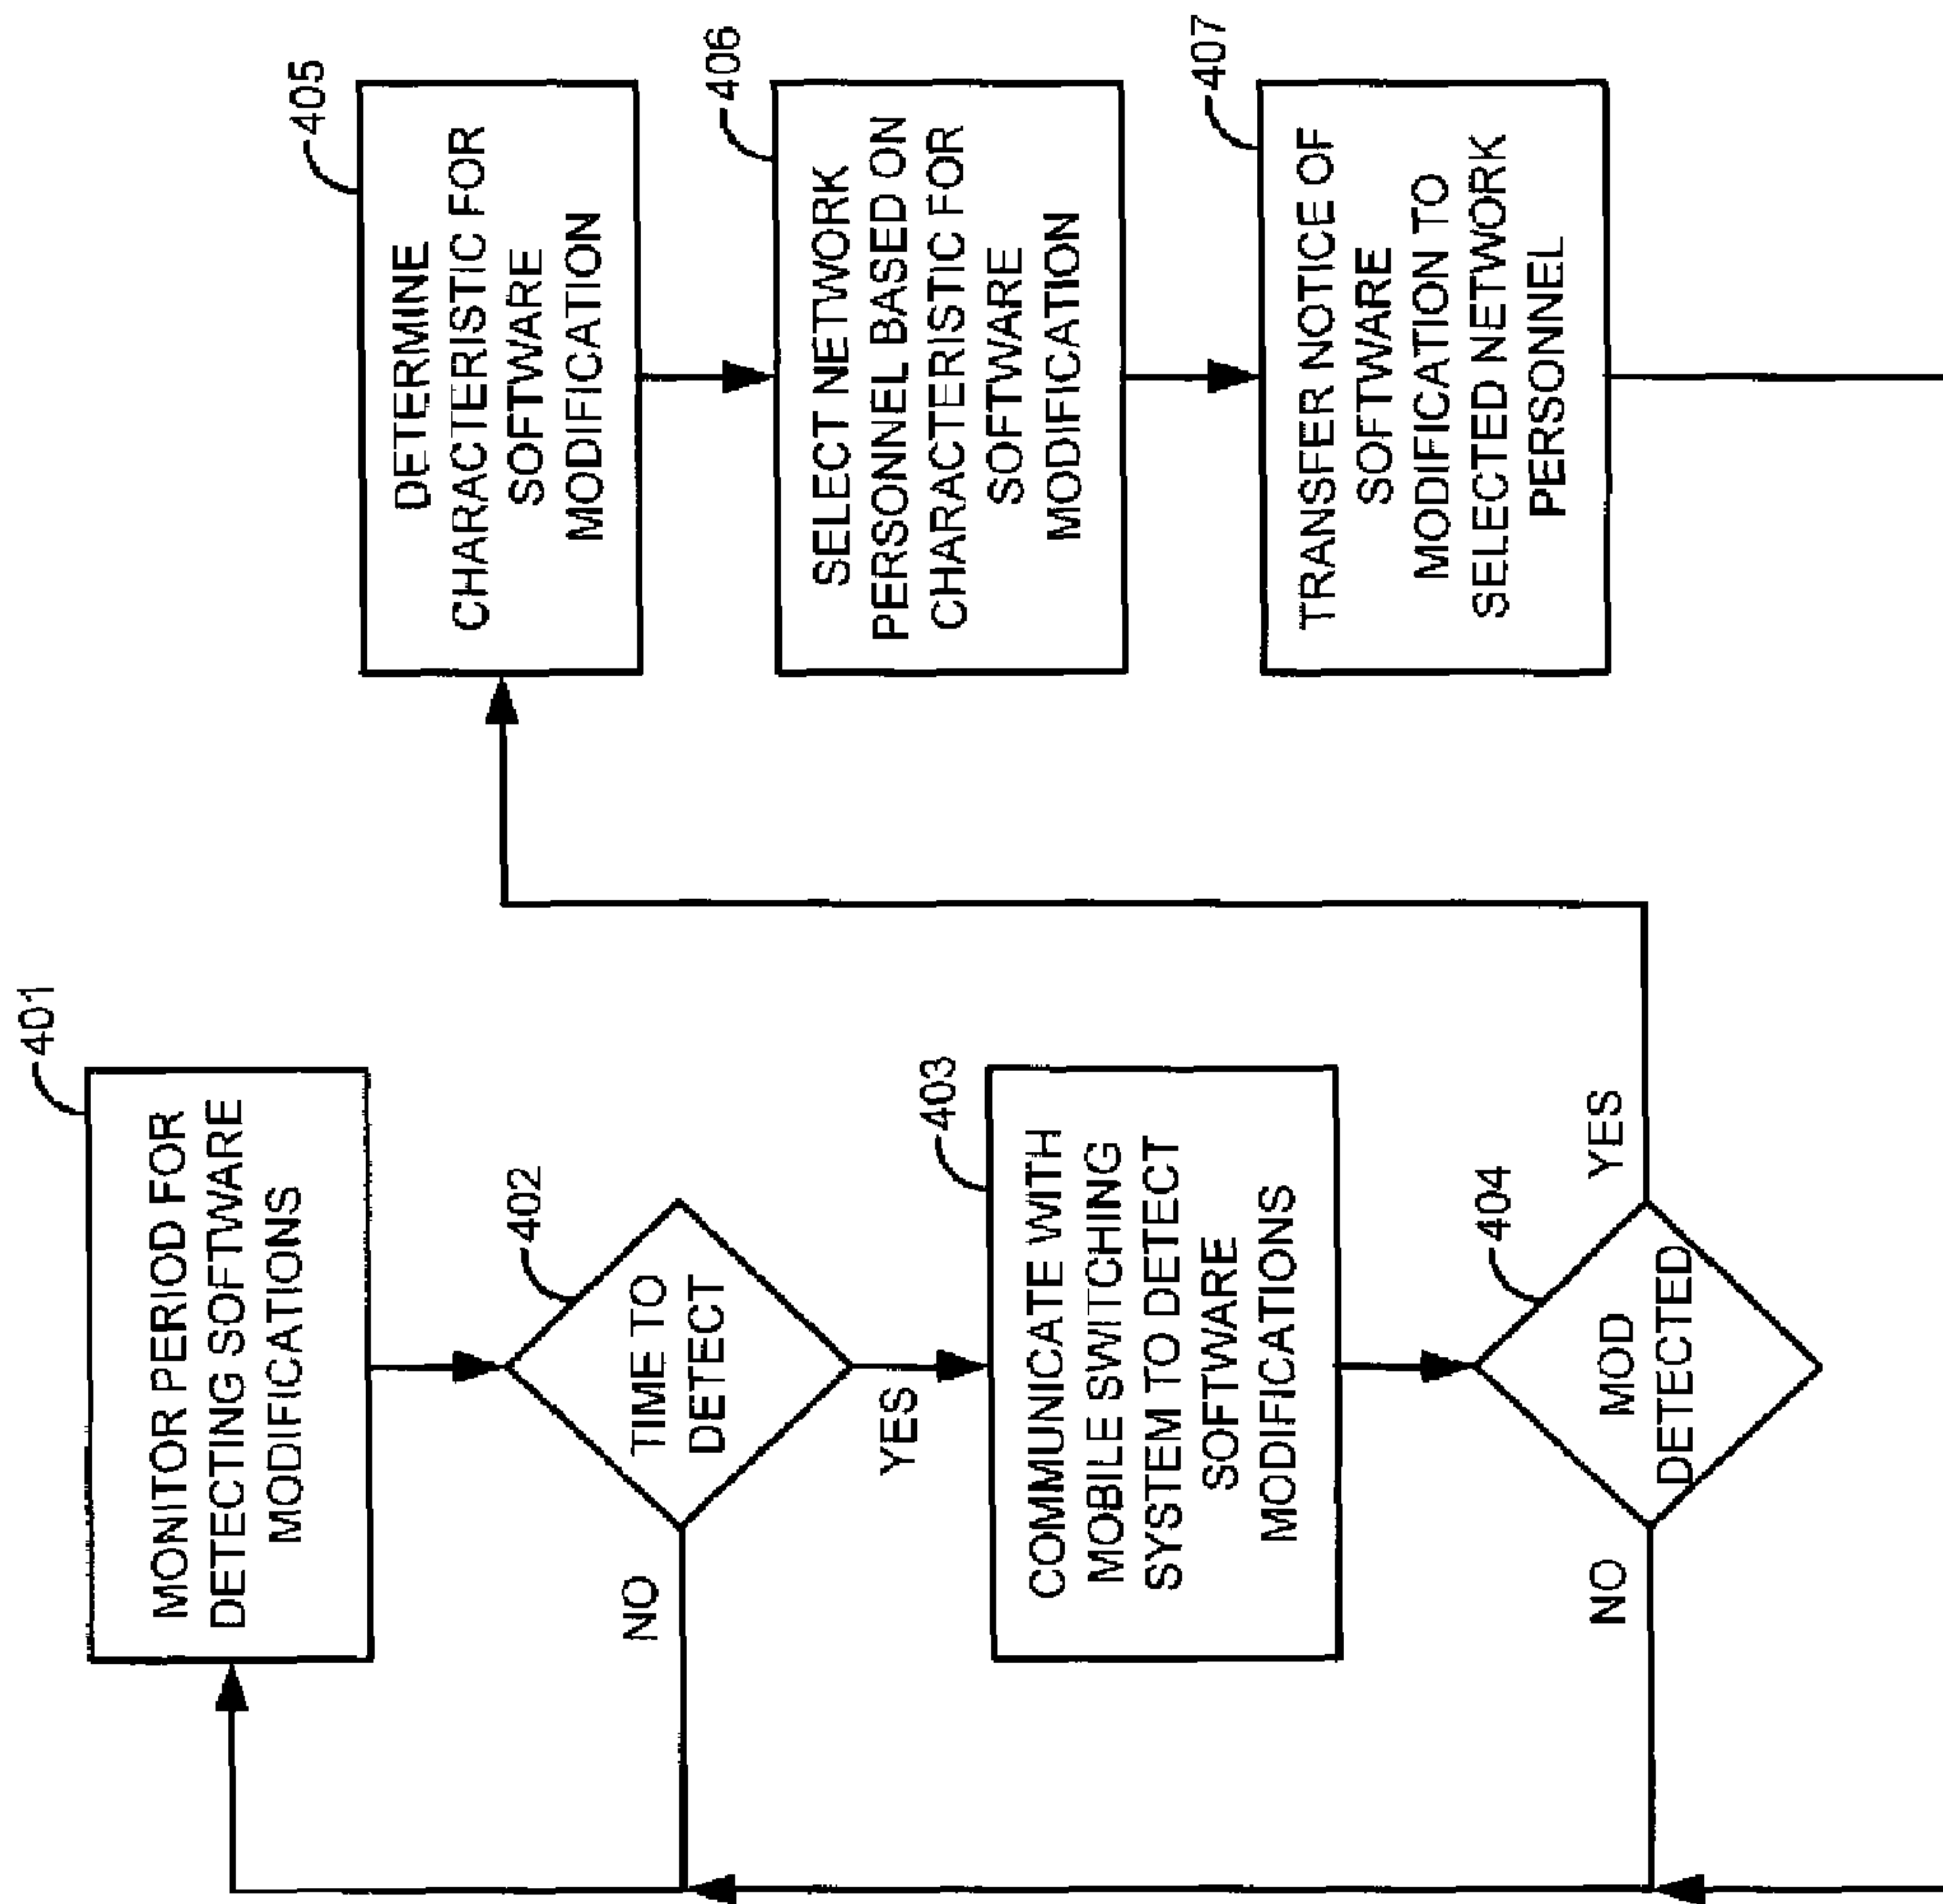 401
MONITOR PERIOD FOR
DETECTING SOFTWARE
MODIFICATIONS
402
TIME TO
DETECT
NO
YES
403
COMMUNICATE WITH
MOBILE SWITCHING
SYSTEM TO DETECT
SOFTWARE
MODIFICATIONS
404
MOD
DETECTED
NO
YES
405
DETERMINE
CHARACTERISTIC FOR
SOFTWARE
MODIFICATION
406
SELECT NETWORK
PERSONNEL BASED ON
CHARACTERISTIC FOR
SOFTWARE
MODIFICATION
407
TRANSFER NOTICE OF
SOFTWARE
MODIFICATION TO
SELECTED NETWORK
PERSONNEL